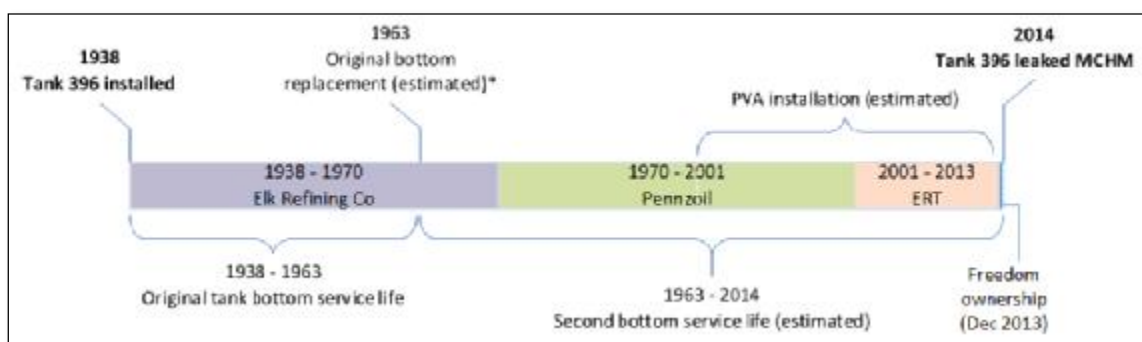 1938
Tank 396 installed
1963
Original bottom
replacement (estimated)*
2014
Tank 396 leaked MCHM
PVA installation (estimated)
1938 - 1970
Elk Refining Co
1970 - 2001
Pennzoil
2001 - 2013
ERT
1938 - 1963
Original tank bottom service life
1963 - 2014
Second bottom service life (estimated)
Freedom
ownership
(Dec 2013)